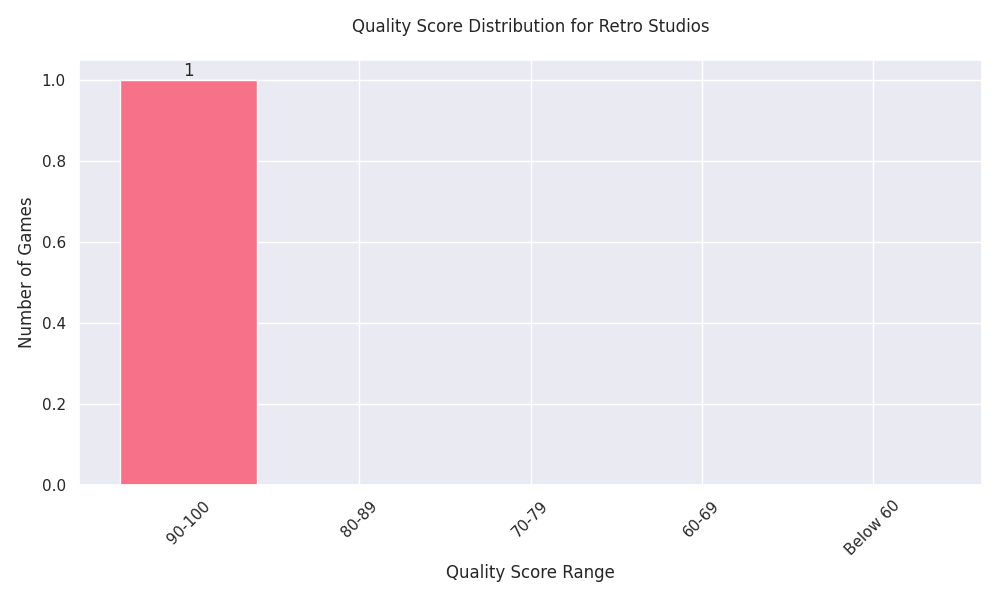 Quality Score Distribution for Retro Studios
1
1.0
0.8
0.6
0.4
0.2
0.0
Number of Games
90-100
80-89
70-79
60-69
Below 60
Quality Score Range